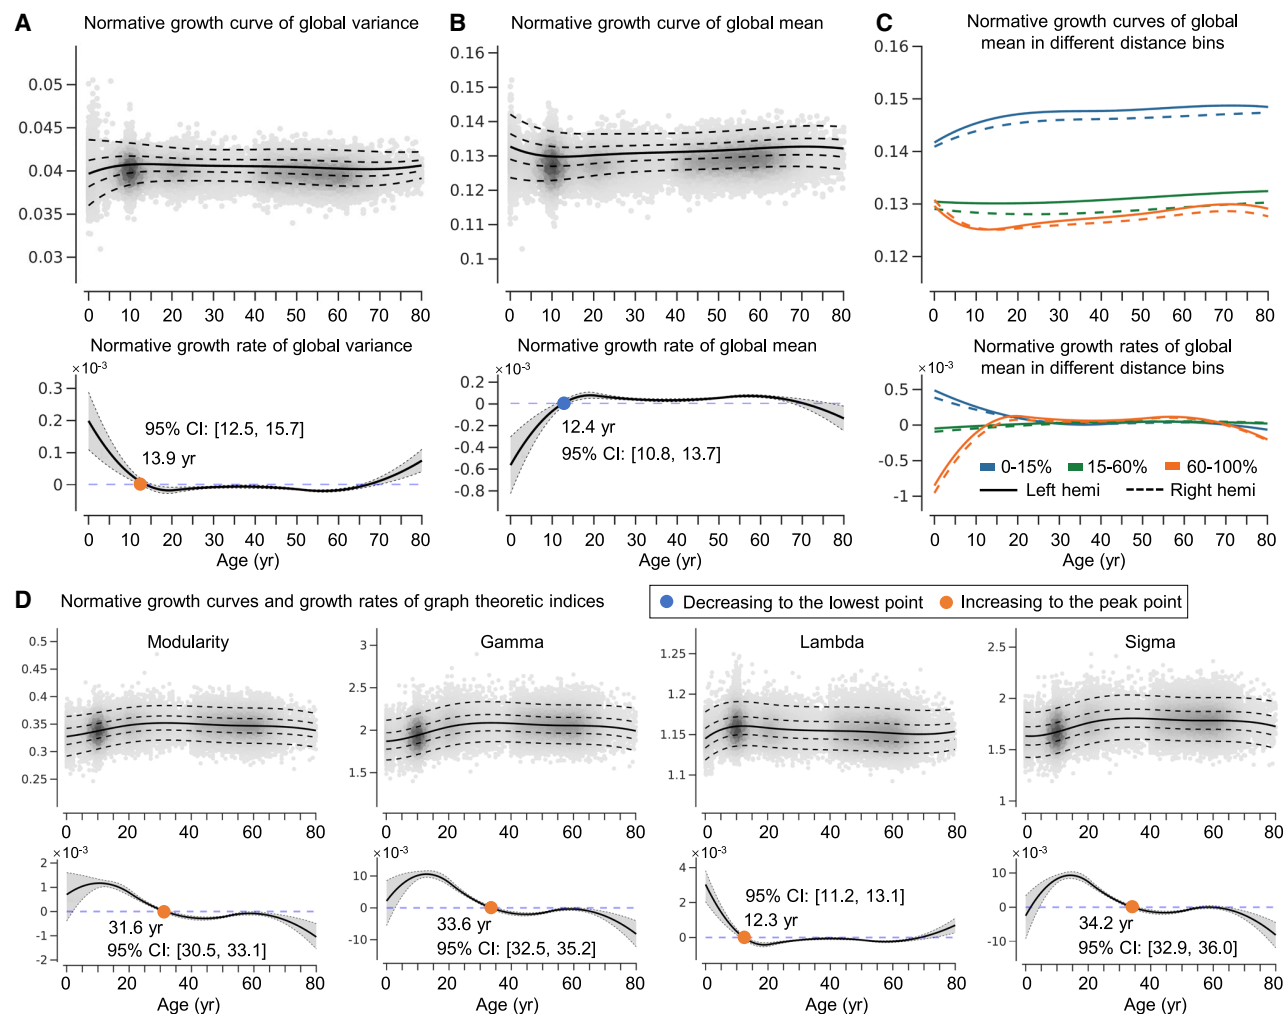 A
Normative growth curve of global variance
0.05
0.045
0.04
0.035
0.03
0 10 20 30 40 50 60 70 80
Normative growth rate of global variance
×10-3
0.3
0.2
0.1
0
95% CI: [12.5, 15.7]
13.9 yr
0 10 20 30 40 50 60 70 80
Age (yr)
B
Normative growth curve of global mean
0.16
0.15
0.14
0.13
0.12
0.1
0 10 20 30 40 50 60 70 80
Normative growth rate of global mean
×10-3
0.2
0
-0.2
-0.4
-0.6
-0.8
12.4 yr
95% CI: [10.8, 13.7]
0 10 20 30 40 50 60 70 80
Age (yr)
C
Normative growth curves of global
mean in different distance bins
0.16
0.15
0.14
0.13
0.12
0 10 20 30 40 50 60 70 80
Normative growth rates of global
mean in different distance bins
×10-3
0.5
0
-0.5
-1
0-15% 15-60% 60-100%
Left hemi Right hemi
0 10 20 30 40 50 60 70 80
Age (yr)
D
Normative growth curves and growth rates of graph theoretic indices
Decreasing to the lowest point Increasing to the peak point
Modularity
0.5
0.45
0.4
0.35
0.3
0.25
0 20 40 60 80
×10-3
2
1
0
-1
-2
31.6 yr
95% CI: [30.5, 33.1]
0 20 40 60 80
Age (yr)
Gamma
3
2.5
2
1.5
0 20 40 60 80
×10-3
10
0
-10
33.6 yr
95% CI: [32.5, 35.2]
0 20 40 60 80
Age (yr)
Lambda
1.25
1.2
1.15
1.1
0 20 40 60 80
×10-3
4
2
0
95% CI: [11.2, 13.1]
12.3 yr
0 20 40 60 80
Age (yr)
Sigma
2.5
2
1.5
1
0 20 40 60 80
×10-3
10
0
-10
34.2 yr
95% CI: [32.9, 36.0]
0 20 40 60 80
Age (yr)